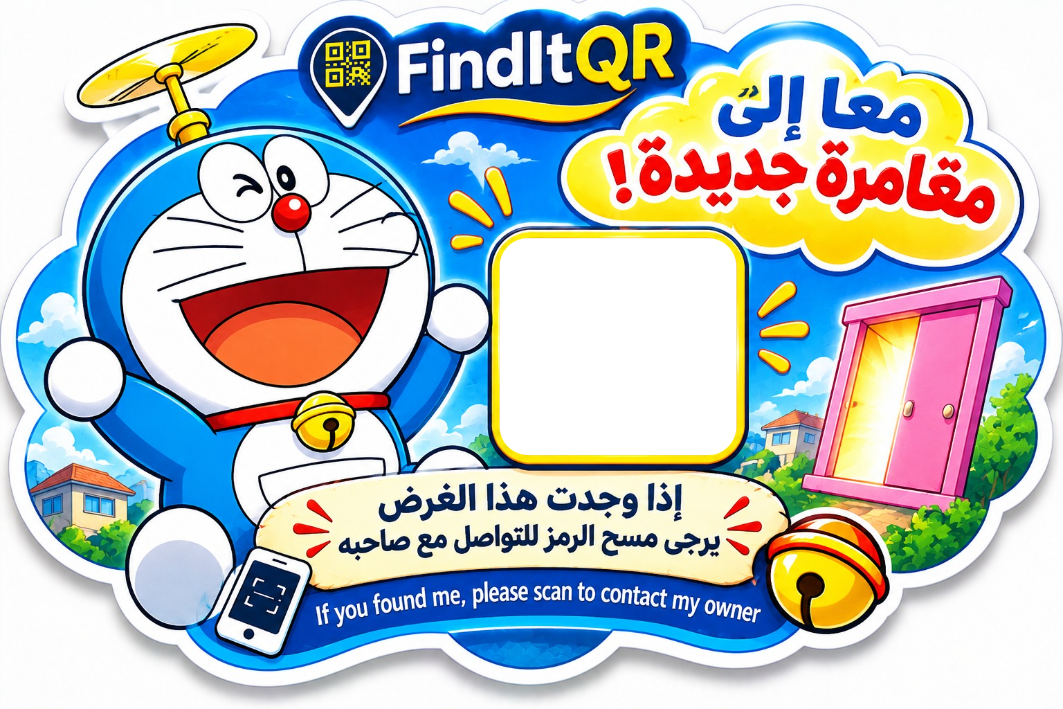 FindItQR
معا إلىّ
مقامرة جديدة!
إذا وجدت هذا الغرض
يرجى مسح الرمز للتواصل مع صاحبه
If you found me, please scan to contact my owner